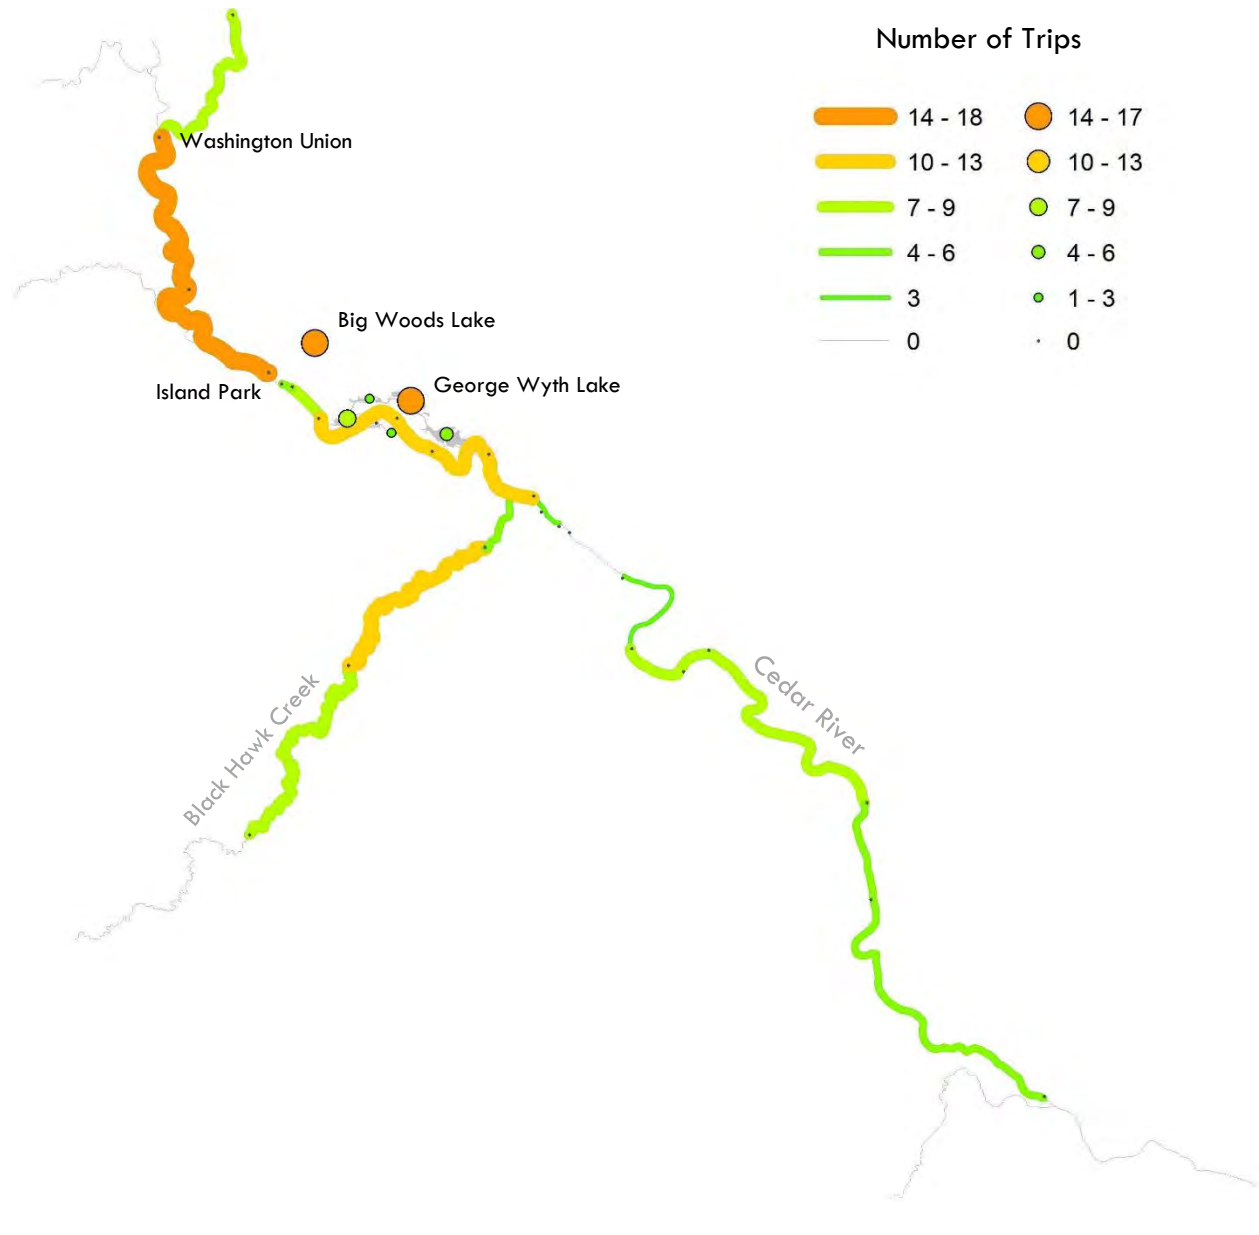 Number of Trips
14 - 18
14 - 17
10 - 13
10 - 13
7 - 9
7 - 9
4 - 6
4 - 6
3
1 - 3
0
0
Washington Union
Big Woods Lake
Island Park
George Wyth Lake
Black Hawk Creek
Cedar River